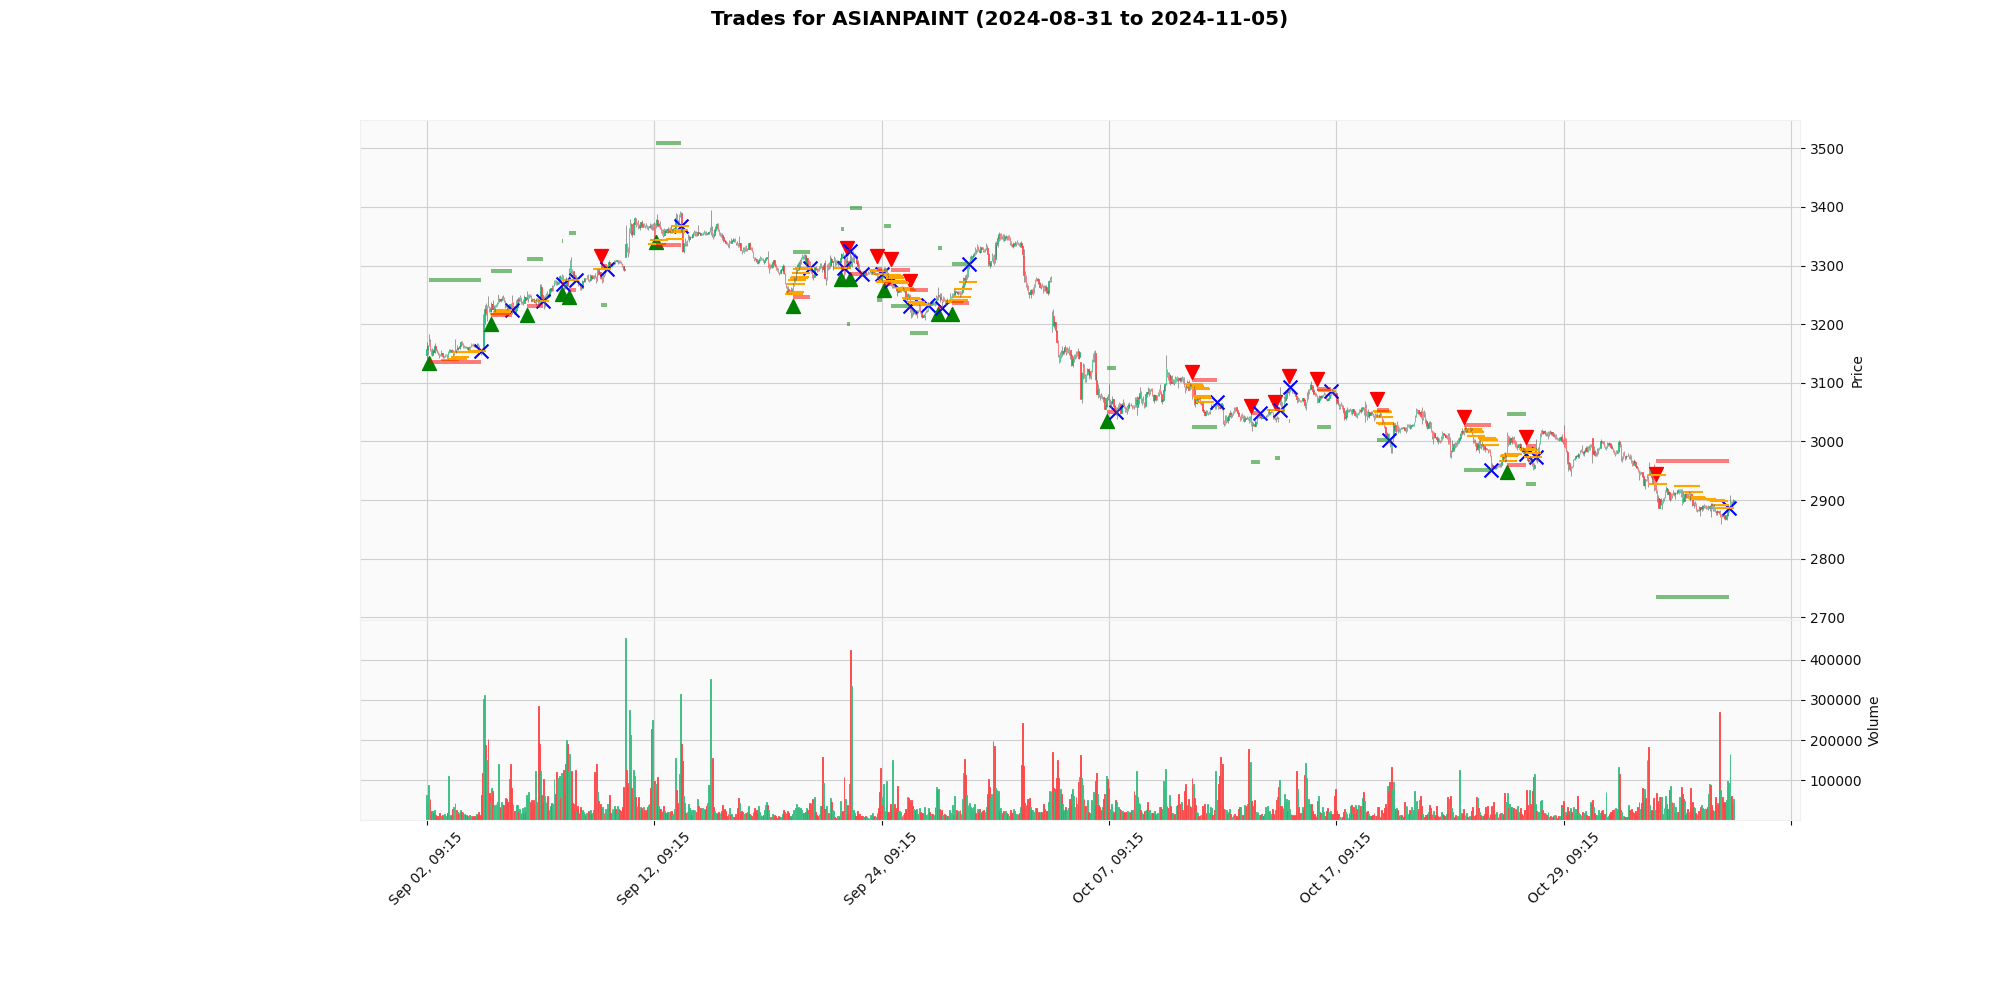 Trades for ASIANPAINT (2024-08-31 to 2024-11-05)
3500
3400
3300
3200
3100
3000
2900
2800
2700
Price
400000
300000
200000
100000
Volume
Sep 02, 09:15
Sep 12, 09:15
Sep 24, 09:15
Oct 07, 09:15
Oct 17, 09:15
Oct 29, 09:15